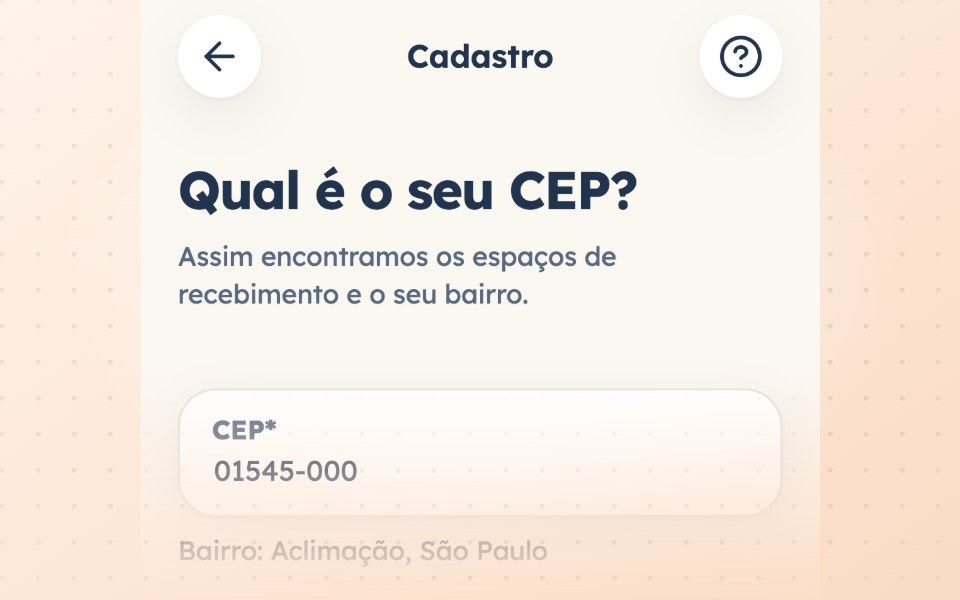 Cadastro
Qual é o seu CEP?
Assim encontramos os espaços de
recebimento e o seu bairro.
CEP*
01545-000
Bairro: Aclimação, São Paulo